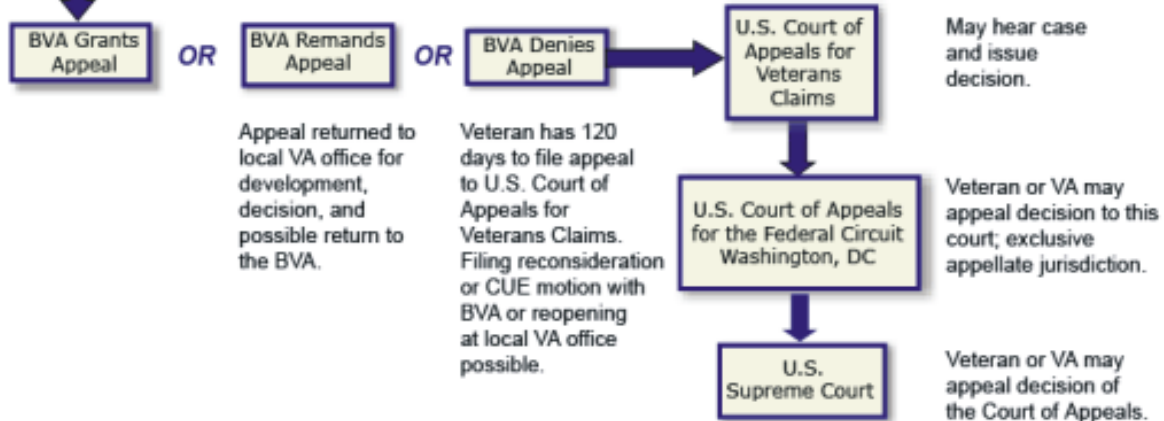 BVA Grants
Appeal
OR
BVA Remands
Appeal
OR
BVA Denies
Appeal
U.S. Court of
Appeals for
Veterans
Claims
May hear case
and issue
decision.
Appeal returned to
local VA office for
development,
decision, and
possible return to
the BVA.
Veteran has 120
days to file appeal
to U.S. Court of
Appeals for
Veterans Claims.
Filing reconsideration
or CUE motion with
BVA or reopening
at local VA office
possible.
U.S. Court of Appeals
for the Federal Circuit
Washington, DC
Veteran or VA may
appeal decision to this
court; exclusive
appellate jurisdiction.
U.S.
Supreme Court
Veteran or VA may
appeal decision of
the Court of Appeals.